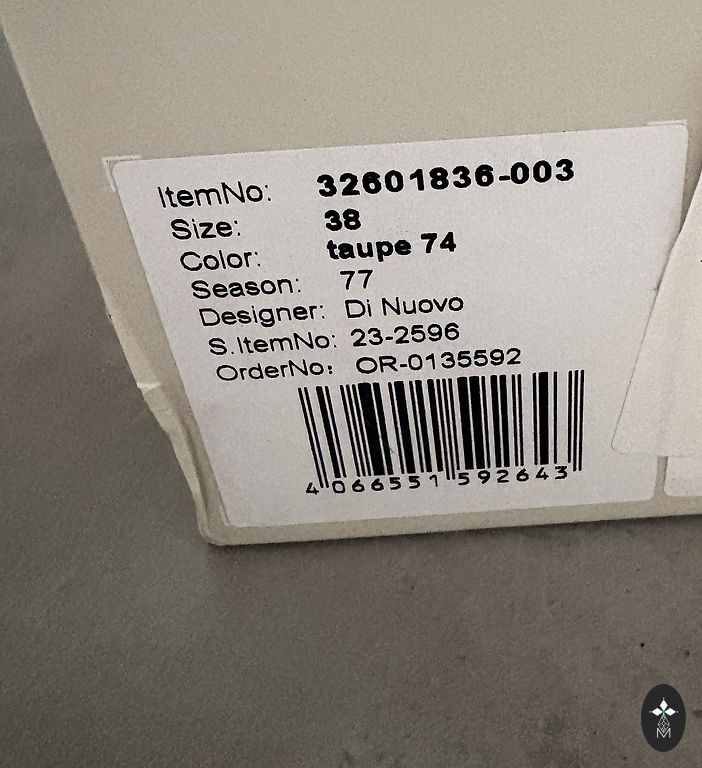 ItemNo: 32601836-003
Size: 38
Color: taupe 74
Season: 77
Designer: Di Nuovo
S.ItemNo: 23-2596
OrderNo: OR-0135592
4 066551 592643
M